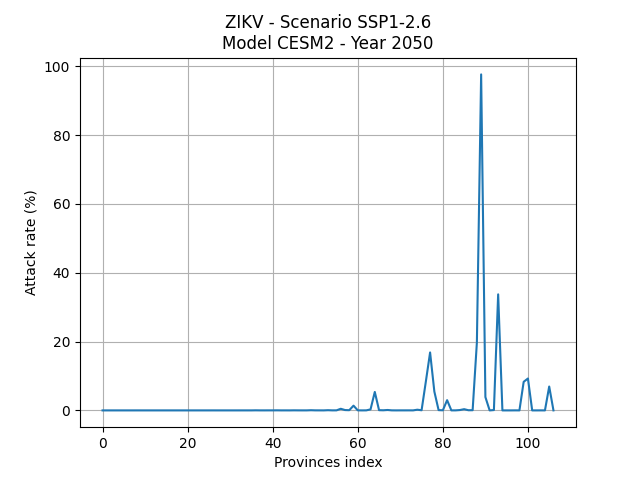 ZIKV - Scenario SSP1-2.6
Model CESM2 - Year 2050
100
80
60
40
20
0
Attack rate (%)
0 20 40 60 80 100
Provinces index